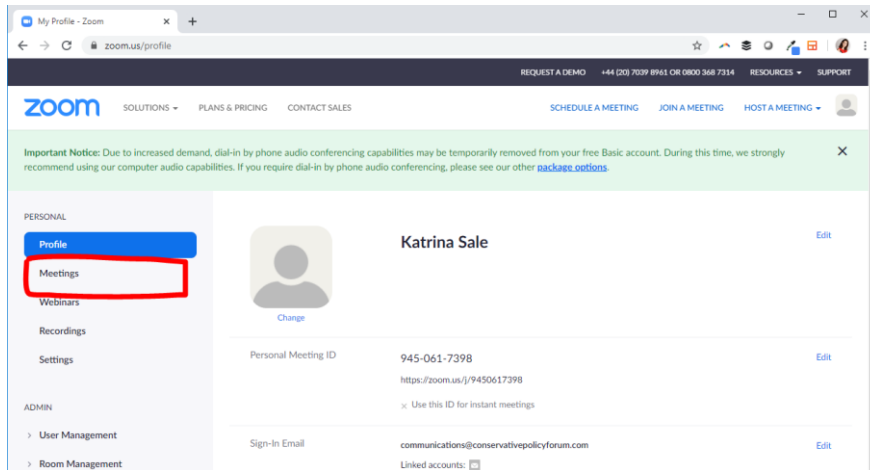 My Profile - Zoom
zoom.us/profile
REQUEST A DEMO +44 (20) 7039 8961 OR 0800 368 7314 RESOURCES SUPPORT
zoom SOLUTIONS PLANS & PRICING CONTACT SALES SCHEDULE A MEETING JOIN A MEETING HOST A MEETING
Important Notice: Due to increased demand, dial-in by phone audio conferencing capabilities may be temporarily removed from your free Basic account. During this time, we strongly
recommend using our computer audio capabilities. If you require dial-in by phone audio conferencing, please see our other package options.
PERSONAL
Profile
Meetings
Webinars
Recordings
Settings
ADMIN
User Management
Room Management
Change
Katrina Sale Edit
Personal Meeting ID 945-061-7398 Edit
https://zoom.us/j/9450617398
Use this ID for instant meetings
Sign-In Email communications@conservativepolicyforum.com Edit
Linked accounts: